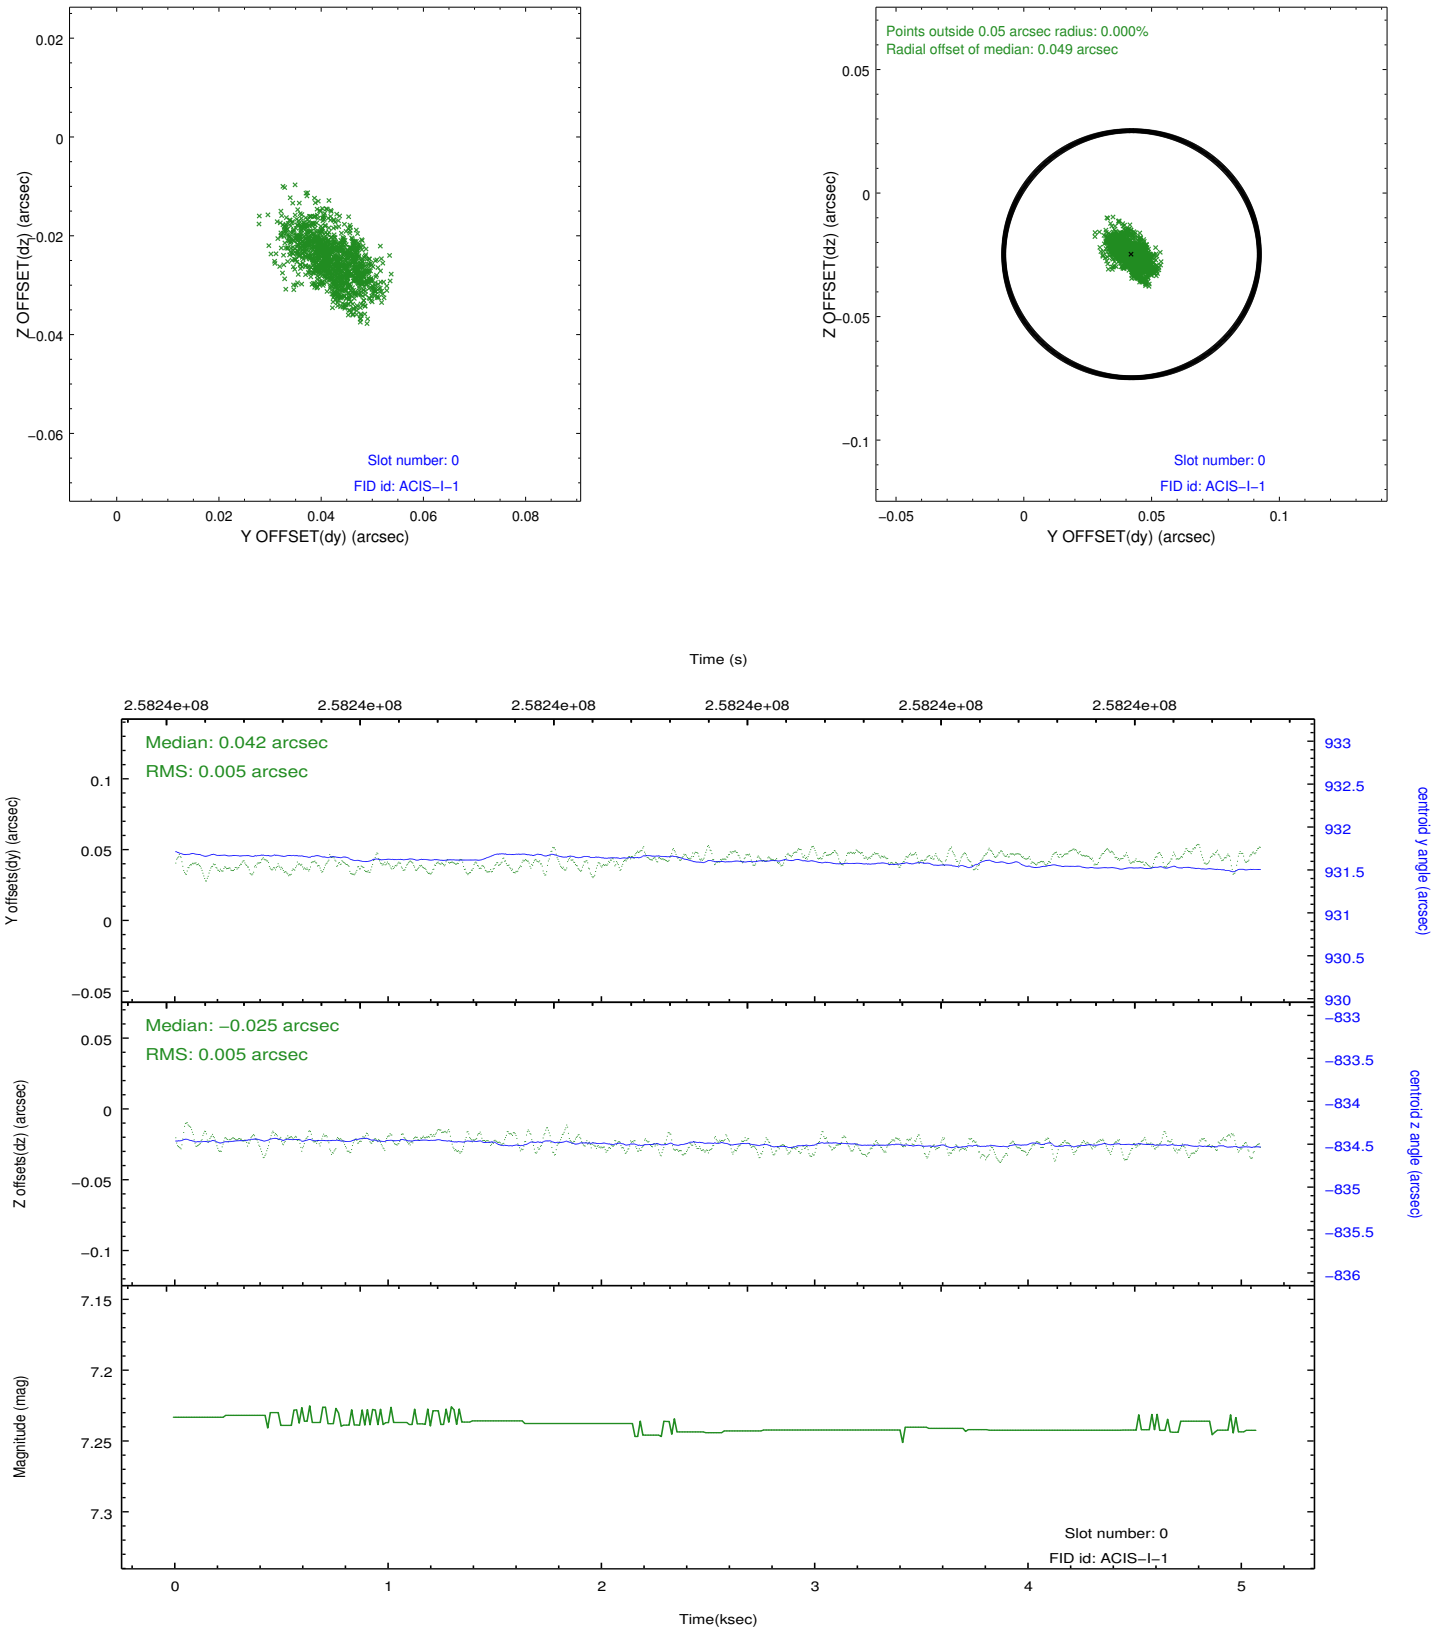 0.02
0
−0.02
−0.04
−0.06
Z OFFSET(dz) (arcsec)
Slot number: 0
FID id: ACIS−I−1
0 0.02 0.04 0.06 0.08
Y OFFSET(dy) (arcsec)
Points outside 0.05 arcsec radius: 0.000%
Radial offset of median: 0.049 arcsec
0.05
0
−0.05
−0.1
Z OFFSET(dz) (arcsec)
Slot number: 0
FID id: ACIS−I−1
−0.05 0 0.05 0.1
Y OFFSET(dy) (arcsec)
Time (s)
2.5824e+08 2.5824e+08 2.5824e+08 2.5824e+08 2.5824e+08 2.5824e+08
Median: 0.042 arcsec
RMS: 0.005 arcsec
0.1
0.05
0
−0.05
Y offsets(dy) (arcsec)
933
932.5
932
931.5
931
930.5
930
centroid y angle (arcsec)
Median: −0.025 arcsec
RMS: 0.005 arcsec
0.05
0
−0.05
−0.1
Z offsets(dz) (arcsec)
−833
−833.5
−834
−834.5
−835
−835.5
−836
centroid z angle (arcsec)
7.15
7.2
7.25
7.3
Magnitude (mag)
Slot number: 0
FID id: ACIS−I−1
0 1 2 3 4 5
Time(ksec)